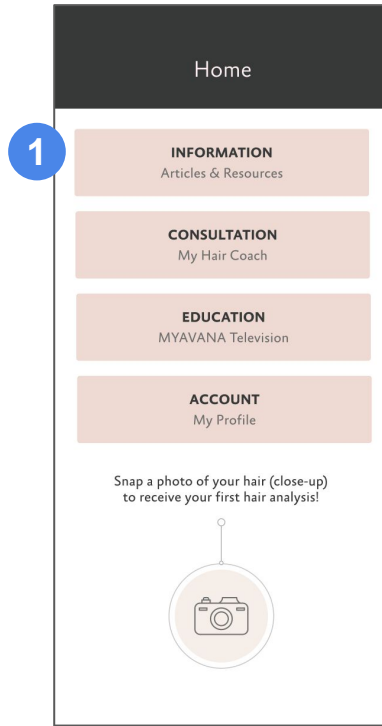 Home
1
INFORMATION
Articles & Resources
CONSULTATION
My Hair Coach
EDUCATION
MYAVANA Television
ACCOUNT
My Profile
Snap a photo of your hair (close-up)
to receive your first hair analysis!